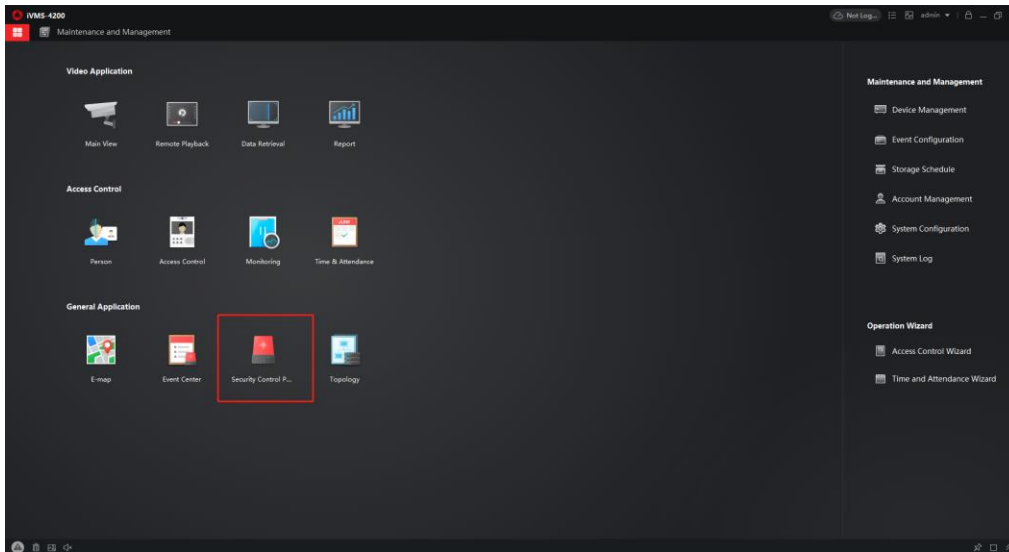 iVMS-4200
Not Log...
admin
Maintenance and Management
Video Application
Main View
Remote Playback
Data Retrieval
Report
Access Control
Person
Access Control
Monitoring
Time & Attendance
General Application
E-map
Event Center
Security Control P...
Topology
Maintenance and Management
Device Management
Event Configuration
Storage Schedule
Account Management
System Configuration
System Log
Operation Wizard
Access Control Wizard
Time and Attendance Wizard